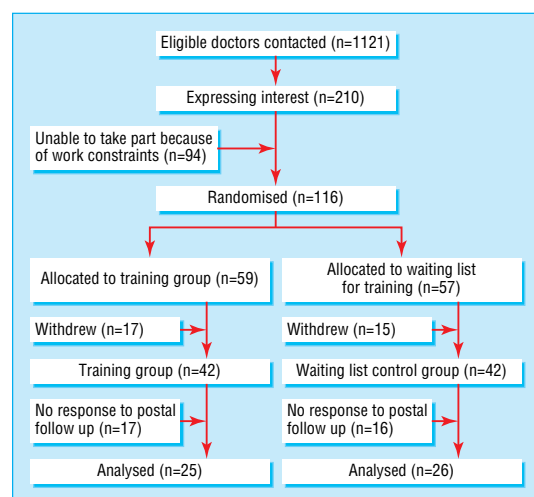 Eligible doctors contacted (n=1121)
Expressing interest (n=210)
Unable to take part because
of work constraints (n=94)
Randomised (n=116)
Allocated to training group (n=59)
Allocated to waiting list
for training (n=57)
Withdrew (n=17)
Withdrew (n=15)
Training group (n=42)
Waiting list control group (n=42)
No response to postal
follow up (n=17)
No response to postal
follow up (n=16)
Analysed (n=25)
Analysed (n=26)